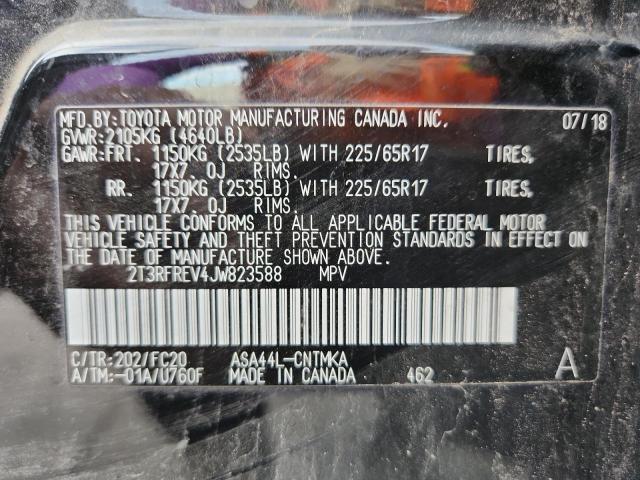 MFD.BY:TOYOTA MOTOR MANUFACTURING CANADA INC. 07/18
GVWR:2105KG (4640LB)
GAWR:FRT. 1150KG (2535LB) WITH 225/65R17 TIRES,
17X7.0J RIMS.
RR. 1150KG (2535LB) WITH 225/65R17 TIRES,
17X7.0J RIMS.
THIS VEHICLE CONFORMS TO ALL APPLICABLE FEDERAL MOTOR
VEHICLE SAFETY AND THEFT PREVENTION STANDARDS IN EFFECT ON
THE DATE OF MANUFACTURE SHOWN ABOVE.
2T3RFREV4JW823588 MPV
C/TR:202/FC20 ASA44L-CNTMKA
A/TM:-01A/U760F MADE IN CANADA 462 A